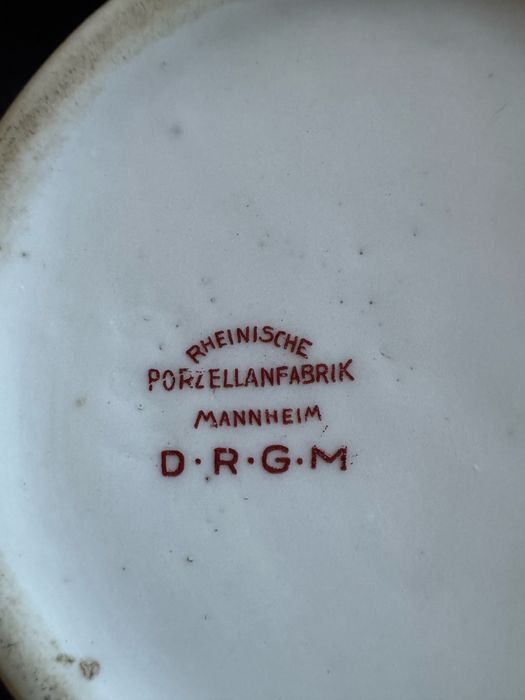 RHEINISCHE
PORZELLANFABRIK
MANNHEIM
D·R·G·M